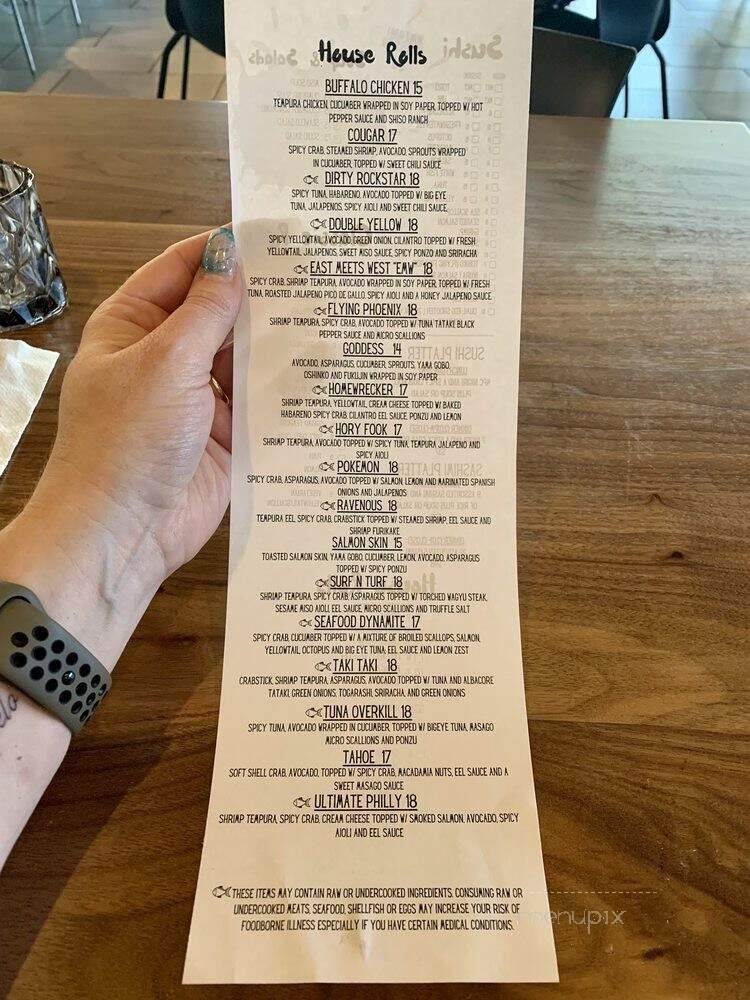 House Rolls
BUFFALO CHICKEN 15
TEMPURA CHICKEN, CUCUMBER WRAPPED IN SOY PAPER, TOPPED W/ HOT
PEPPER SAUCE AND SHISO RANCH
COUGAR 17
SPICY CRAB, STEAMED SHRIMP, AVOCADO, SPROUTS WRAPPED
IN CUCUMBER, TOPPED W/ SWEET CHILI SAUCE
DIRTY ROCKSTAR 18
SPICY TUNA, HABARENO, AVOCADO TOPPED W/ BIG EYE
TUNA, JALAPENOS, SPICY AIOLI AND SWEET CHILI SAUCE,
DOUBLE YELLOW 18
SPICY YELLOWTAIL, AVOCADO, GREEN ONION, CILANTRO TOPPED W/ FRESH
YELLOWTAIL, JALAPENOS, SWEET MISO SAUCE, SPICY PONZO AND SRIRACHA
EAST MEETS WEST "EMW" 18
SPICY CRAB, SHRIMP TEMPURA, AVOCADO WRAPPED IN SOY PAPER, TOPPED W/ FRESH
TUNA, ROASTED JALAPENO PICO DE GALLO, SPICY AIOLI AND A HONEY JALAPENO SAUCE
FLYING PHOENIX 18
SHRIMP TEMPURA, SPICY CRAB, AVOCADO TOPPED W/ TUNA TATAKI, BLACK
PEPPER SAUCE AND MICRO SCALLIONS
GODDESS 14
AVOCADO, ASPARAGUS, CUCUMBER, SPROUTS, YAMA GOBO,
OSHINKO AND FUKUJIN WRAPPED IN SOY PAPER
HOMEWRECKER 17
SHRIMP TEMPURA, YELLOWTAIL, CREAM CHEESE TOPPED W/ BAKED
HABARENO SPICY CRAB, CILANTRO EEL SAUCE PONZU AND LEMON
HORY FOOK 17
SHRIMP TEMPURA, AVOCADO TOPPED W/ SPICY TUNA, TEMPURA JALAPENO AND
SPICY AIOLI
POKEMON 18
SPICY CRAB, ASPARAGUS, AVOCADO TOPPED W/ SALMON, LEMON AND MARINATED SPANISH
ONIONS AND JALAPENOS
RAVENOUS 18
TEMPURA EEL, SPICY CRAB, CRABSTICK TOPPED W/ STEAMED SHRIMP, EEL SAUCE AND
SHRIMP FURIKAKE
SALMON SKIN 15
TOASTED SALMON SKIN, YAMA GOBO, CUCUMBER, LEMON, AVOCADO, ASPARAGUS
TOPPED W/ SPICY PONZU
SURF N TURF 18
SHRIMP TEMPURA, SPICY CRAB, ASPARAGUS TOPPED W/ TORCHED WAGYU STEAK,
SESAME MISO AIOLI, EEL SAUCE, MICRO SCALLIONS AND TRUFFLE SALT
SEAFOOD DYNAMITE 17
SPICY CRAB, CUCUMBER TOPPED W/ A MIXTURE OF BROILED SCALLOPS, SALMON,
YELLOWTAIL, OCTOPUS AND BIG EYE TUNA; EEL SAUCE AND LEMON ZEST
TAKI TAKI 18
CRABSTICK, SHRIMP TEMPURA, ASPARAGUS, AVOCADO TOPPED W/ TUNA AND ALBACORE
TATAKI, GREEN ONIONS, TOGARASHI, SRIRACHA, AND GREEN ONIONS
TUNA OVERKILL 18
SPICY TUNA, AVOCADO WRAPPED IN CUCUMBER, TOPPED W/ BIGEYE TUNA, MASAGO
MICRO SCALLIONS AND PONZU
TAHOE 17
SOFT SHELL CRAB, AVOCADO, TOPPED W/ SPICY CRAB, MACADAMIA NUTS, EEL SAUCE AND A
SWEET MASAGO SAUCE
ULTIMATE PHILLY 18
SHRIMP TEMPURA, SPICY CRAB, CREAM CHEESE TOPPED W/ SMOKED SALMON, AVOCADO, SPICY
AIOLI AND EEL SAUCE
THESE ITEMS MAY CONTAIN RAW OR UNDERCOOKED INGREDIENTS. CONSUMING RAW OR
UNDERCOOKED MEATS, SEAFOOD, SHELLFISH OR EGGS MAY INCREASE YOUR RISK OF
FOODBORNE ILLNESS ESPECIALLY IF YOU HAVE CERTAIN MEDICAL CONDITIONS.
menupix